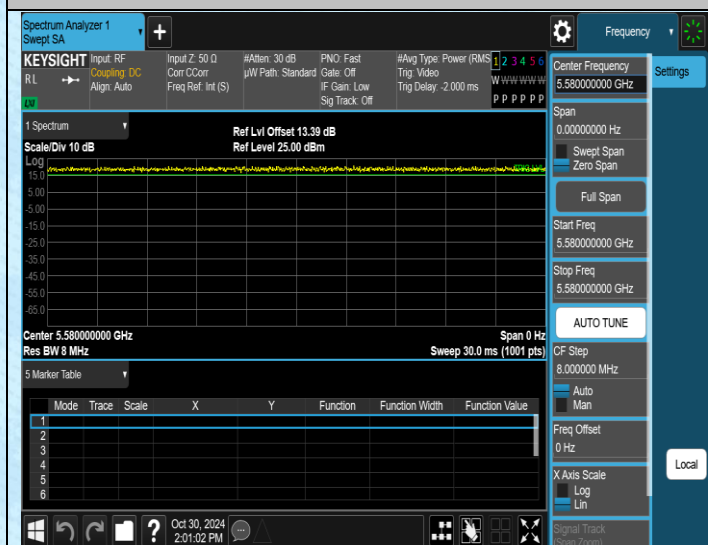 Spectrum Analyzer 1
Swept SA
+
Frequency
KEYSIGHT
RL
LXI
Input: RF
Coupling: DC
Align: Auto
Input Z: 50 Ω
Corr CCorr
Freq Ref: Int (S)
#Atten: 30 dB
µW Path: Standard
PNO: Fast
Gate: Off
IF Gain: Low
Sig Track: Off
#Avg Type: Power (RMS
Trig: Video
Trig Delay: -2.000 ms
1 2 3 4 5 6
W W W W W W
P P P P P P
1 Spectrum
Scale/Div 10 dB
Ref Lvl Offset 13.39 dB
Ref Level 25.00 dBm
Log
15.0
5.00
-5.00
-15.0
-25.0
-35.0
-45.0
-55.0
-65.0
Center 5.580000000 GHz
Res BW 8 MHz
Span 0 Hz
Sweep 30.0 ms (1001 pts)
5 Marker Table
Mode Trace Scale X Y Function Function Width Function Value
1
2
3
4
5
6
Center Frequency
5.580000000 GHz
Span
0.00000000 Hz
Swept Span
Zero Span
Full Span
Start Freq
5.580000000 GHz
Stop Freq
5.580000000 GHz
AUTO TUNE
CF Step
8.000000 MHz
Auto
Man
Freq Offset
0 Hz
X Axis Scale
Log
Lin
Signal Track
(Span Zoom)
Settings
Local
?
Oct 30, 2024
2:01:02 PM